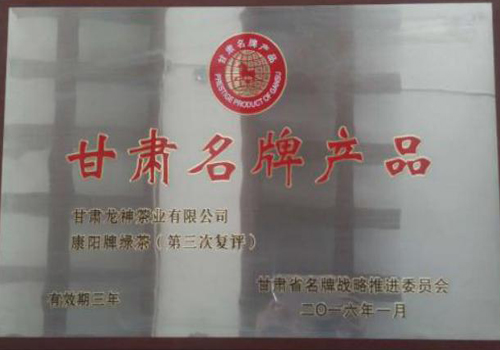 甘肃名牌产品
PRESTIGE PRODUCT OF GANSU
甘肃名牌产品
甘肃龙神茶业有限公司
康阳牌绿茶（第三次复评）
有效期三年
甘肃省名牌战略推进委员会
二〇一六年一月